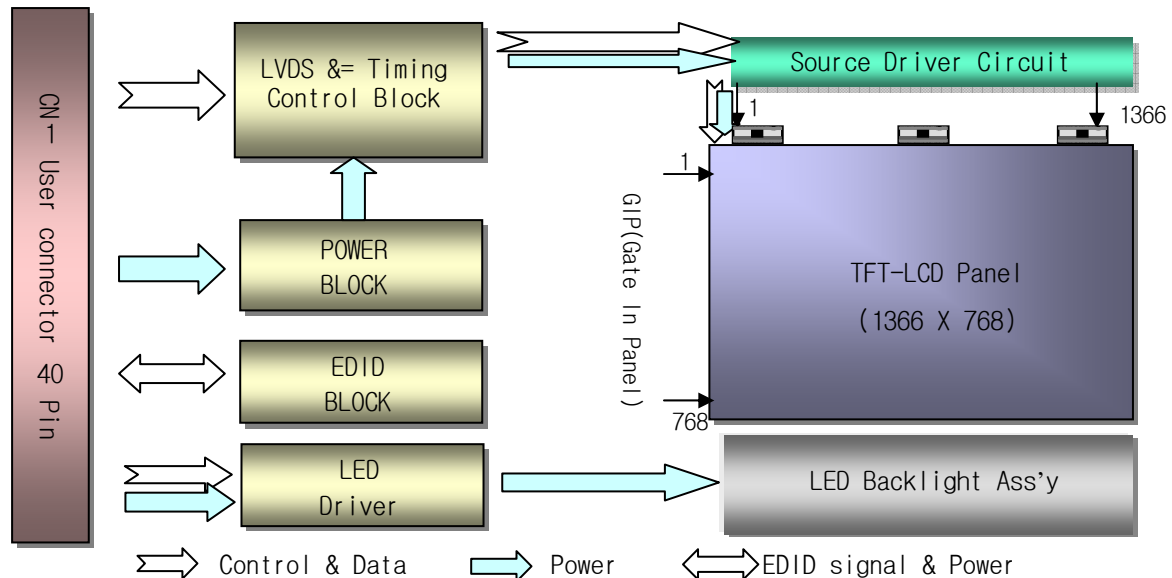 CN1- User connector 40 Pin
LVDS &= Timing
Control Block
POWER
BLOCK
EDID
BLOCK
LED
Driver
Source Driver Circuit
1
1366
1
GIP(Gate In Panel)
768
TFT-LCD Panel
(1366 X 768)
LED Backlight Ass’y
Control & Data
Power
EDID signal & Power